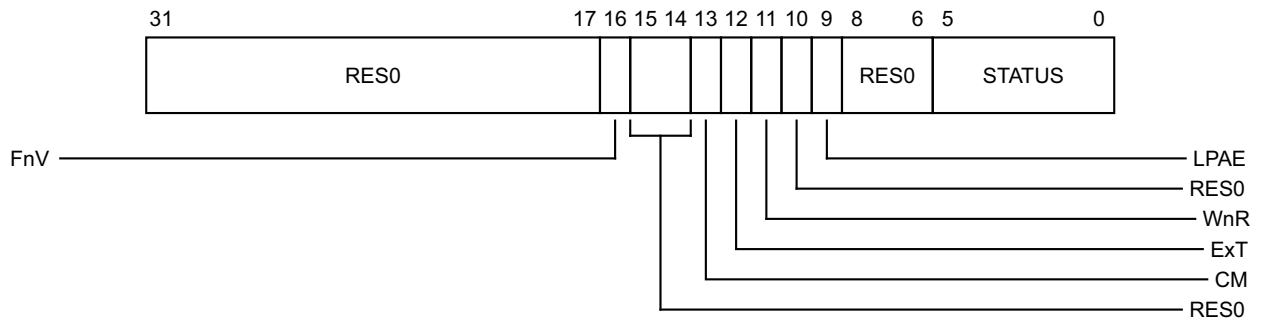 31 17 16 15 14 13 12 11 10 9 8 6 5 0
RES0 RES0 STATUS
FnV LPAE
RES0
WnR
ExT
CM
RES0